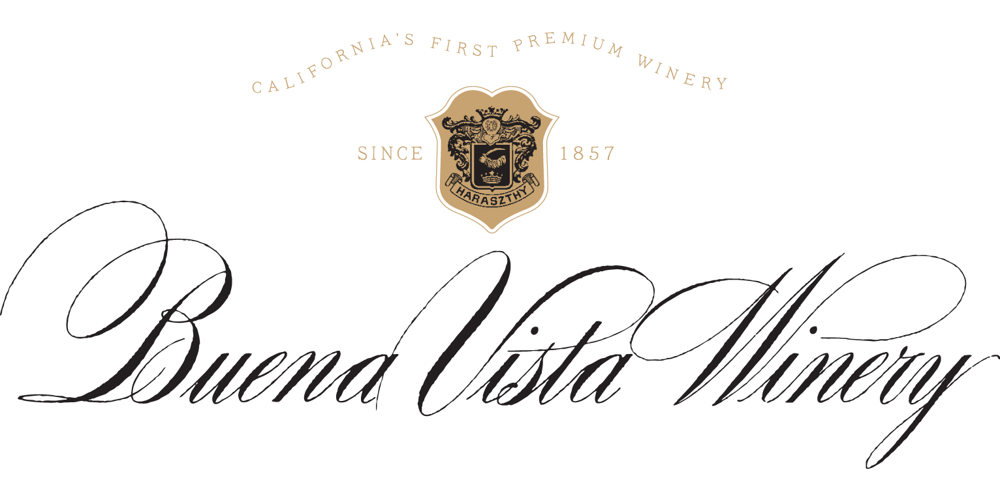 CALIFORNIA'S FIRST PREMIUM WINERY
SINCE 1857
HARASZTHY
Buena Vista Winery